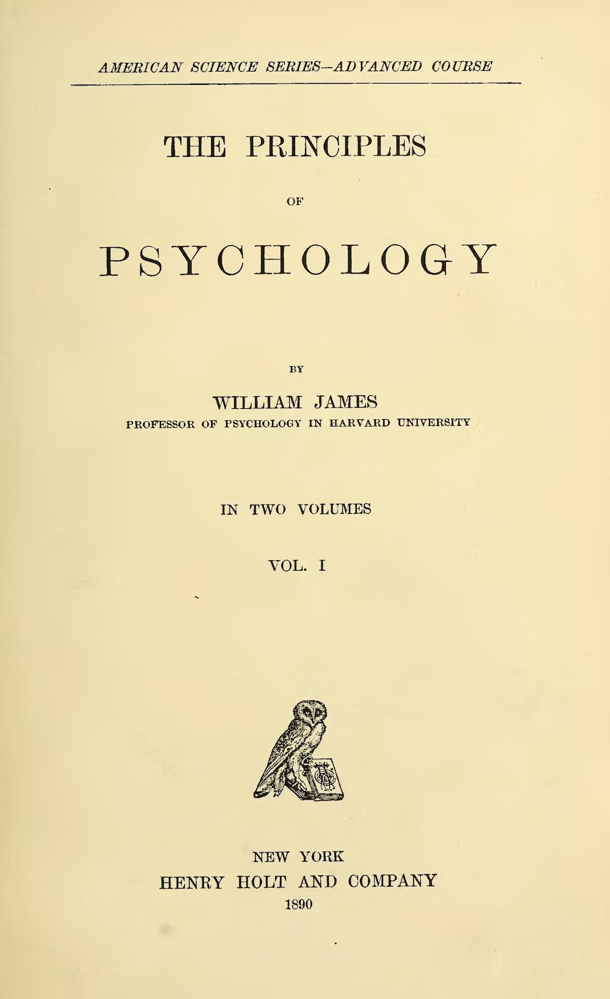 AMERICAN SCIENCE SERIES—ADVANCED COURSE
THE PRINCIPLES
OF
PSYCHOLOGY
BY
WILLIAM JAMES
PROFESSOR OF PSYCHOLOGY IN HARVARD UNIVERSITY
IN TWO VOLUMES
VOL. I
NEW YORK
HENRY HOLT AND COMPANY
1890